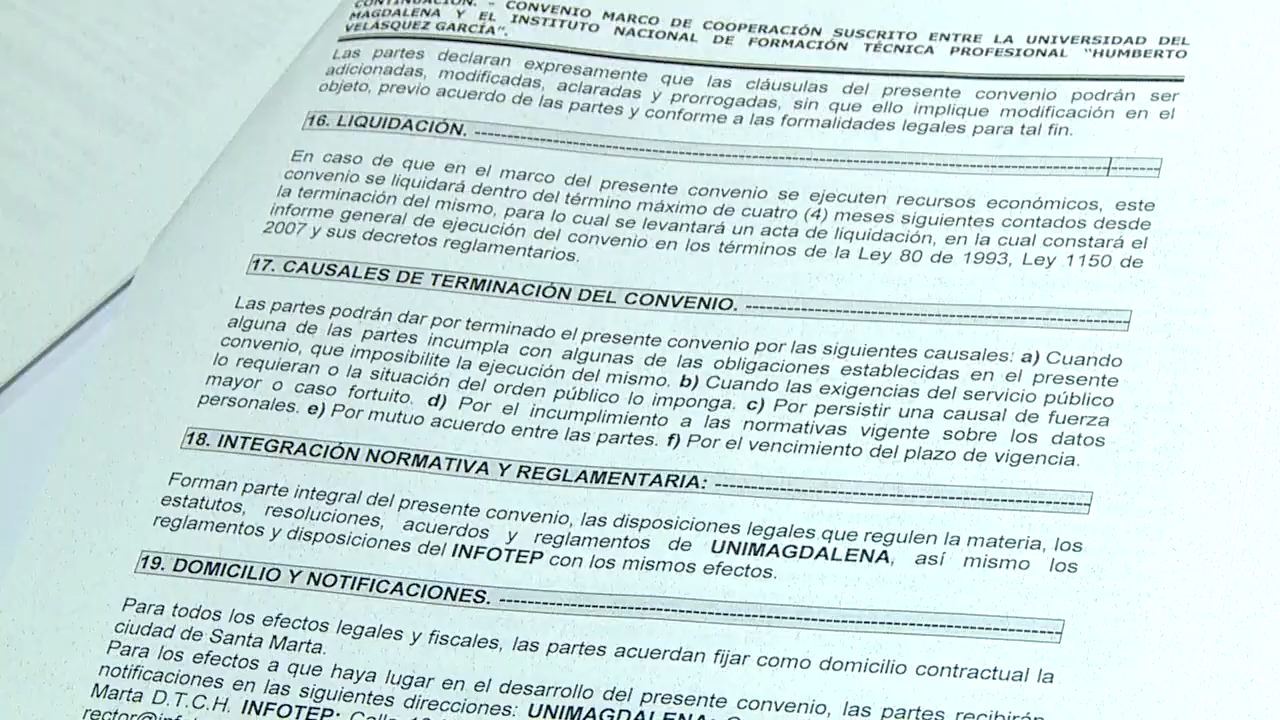 CONTINUACIÓN. - CONVENIO MARCO DE COOPERACIÓN SUSCRITO ENTRE LA UNIVERSIDAD DEL
MAGDALENA Y EL INSTITUTO NACIONAL DE FORMACIÓN TÉCNICA PROFESIONAL "HUMBERTO
VELÁSQUEZ GARCÍA".
Las partes declaran expresamente que las cláusulas del presente convenio podrán ser
adicionadas, modificadas, aclaradas y prorrogadas, sin que ello implique modificación en el
objeto, previo acuerdo de las partes y conforme a las formalidades legales para tal fin.
16. LIQUIDACIÓN. ------------------------------------------------------------
En caso de que en el marco del presente convenio se ejecuten recursos económicos, este
convenio se liquidará dentro del término máximo de cuatro (4) meses siguientes contados desde
la terminación del mismo, para lo cual se levantará un acta de liquidación, en la cual constará el
informe general de ejecución del convenio en los términos de la Ley 80 de 1993, Ley 1150 de
2007 y sus decretos reglamentarios.
17. CAUSALES DE TERMINACIÓN DEL CONVENIO. ----------------------------------------
Las partes podrán dar por terminado el presente convenio por las siguientes causales: a) Cuando
alguna de las partes incumpla con algunas de las obligaciones establecidas en el presente
convenio, que imposibilite la ejecución del mismo. b) Cuando las exigencias del servicio público
lo requieran o la situación del orden público lo imponga. c) Por persistir una causal de fuerza
mayor o caso fortuito. d) Por el incumplimiento a las normativas vigente sobre los datos
personales. e) Por mutuo acuerdo entre las partes. f) Por el vencimiento del plazo de vigencia.
18. INTEGRACIÓN NORMATIVA Y REGLAMENTARIA: ----------------------------------------
Forman parte integral del presente convenio, las disposiciones legales que regulen la materia, los
estatutos, resoluciones, acuerdos y reglamentos de UNIMAGDALENA, así mismo los
reglamentos y disposiciones del INFOTEP con los mismos efectos.
19. DOMICILIO Y NOTIFICACIONES. ------------------------------------------------------------
Para todos los efectos legales y fiscales, las partes acuerdan fijar como domicilio contractual la
ciudad de Santa Marta.
Para los efectos a que haya lugar en el desarrollo del presente convenio, las partes recibirán
notificaciones en las siguientes direcciones: UNIMAGDALENA:
Marta D.T.C.H. INFOTEP: Calle